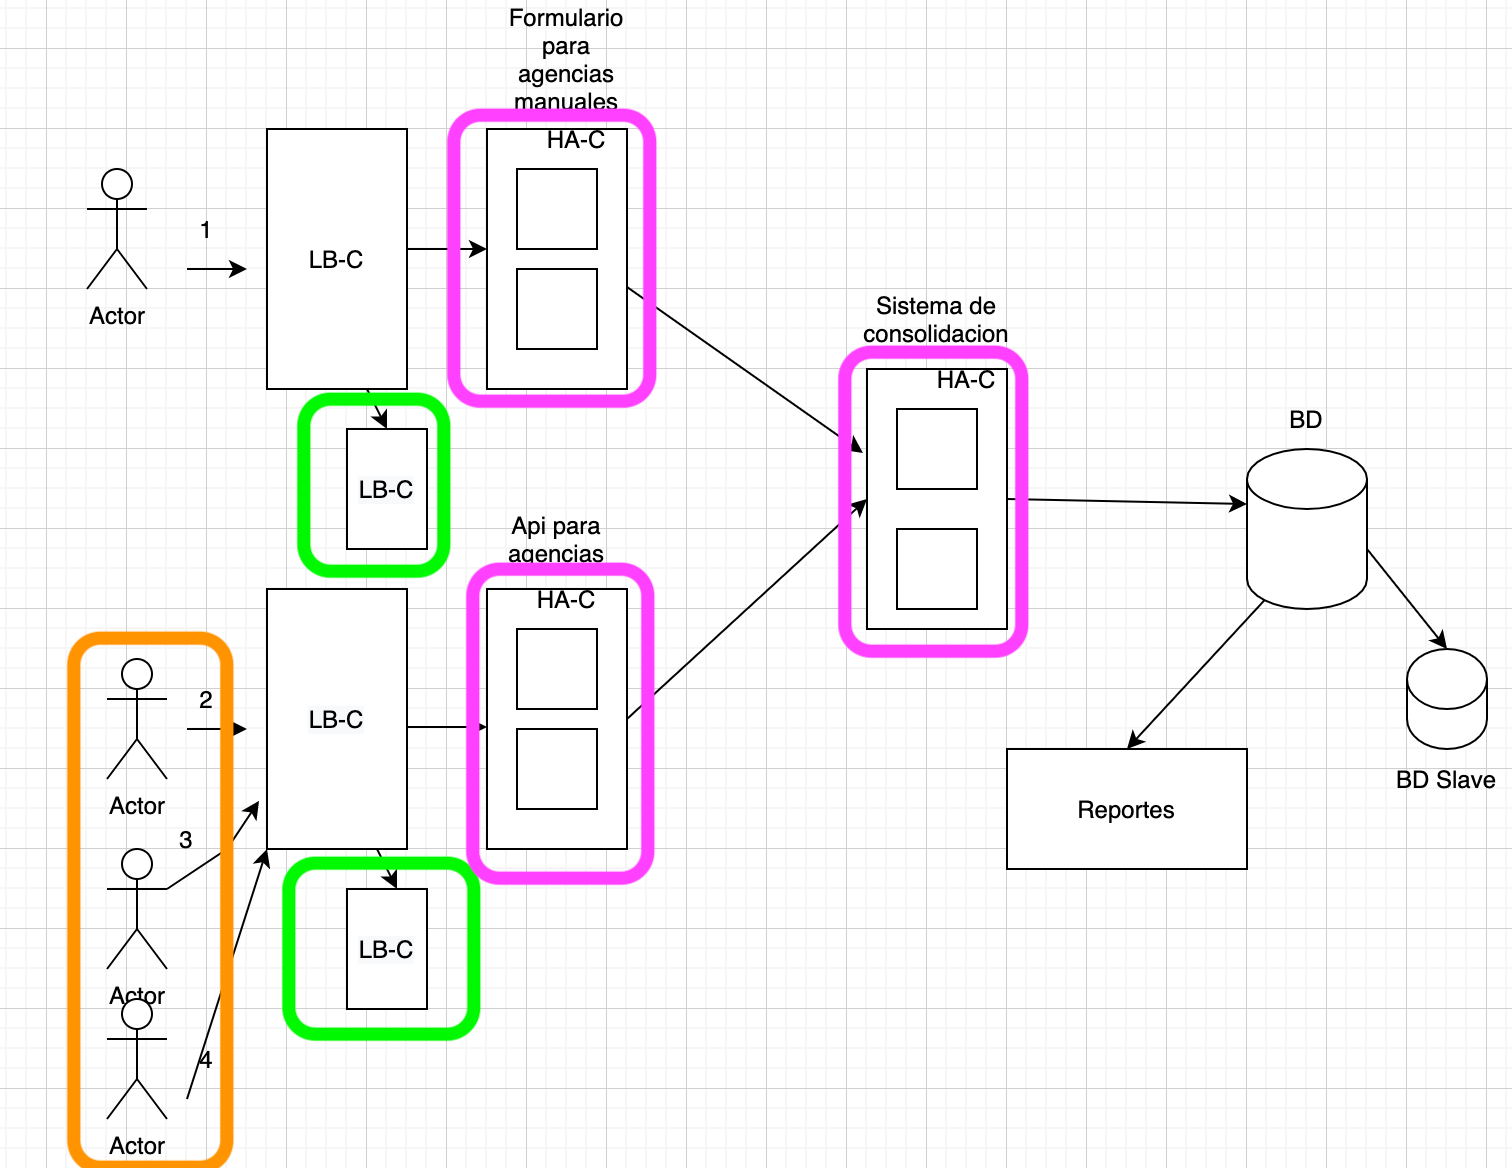 Formulario
para
agencias
manuales
HA-C
1
LB-C
Actor
Sistema de
consolidacion
HA-C
BD
LB-C
Api para
agencias
HA-C
2
LB-C
Actor
3
BD Slave
Reportes
LB-C
Actor
4
Actor